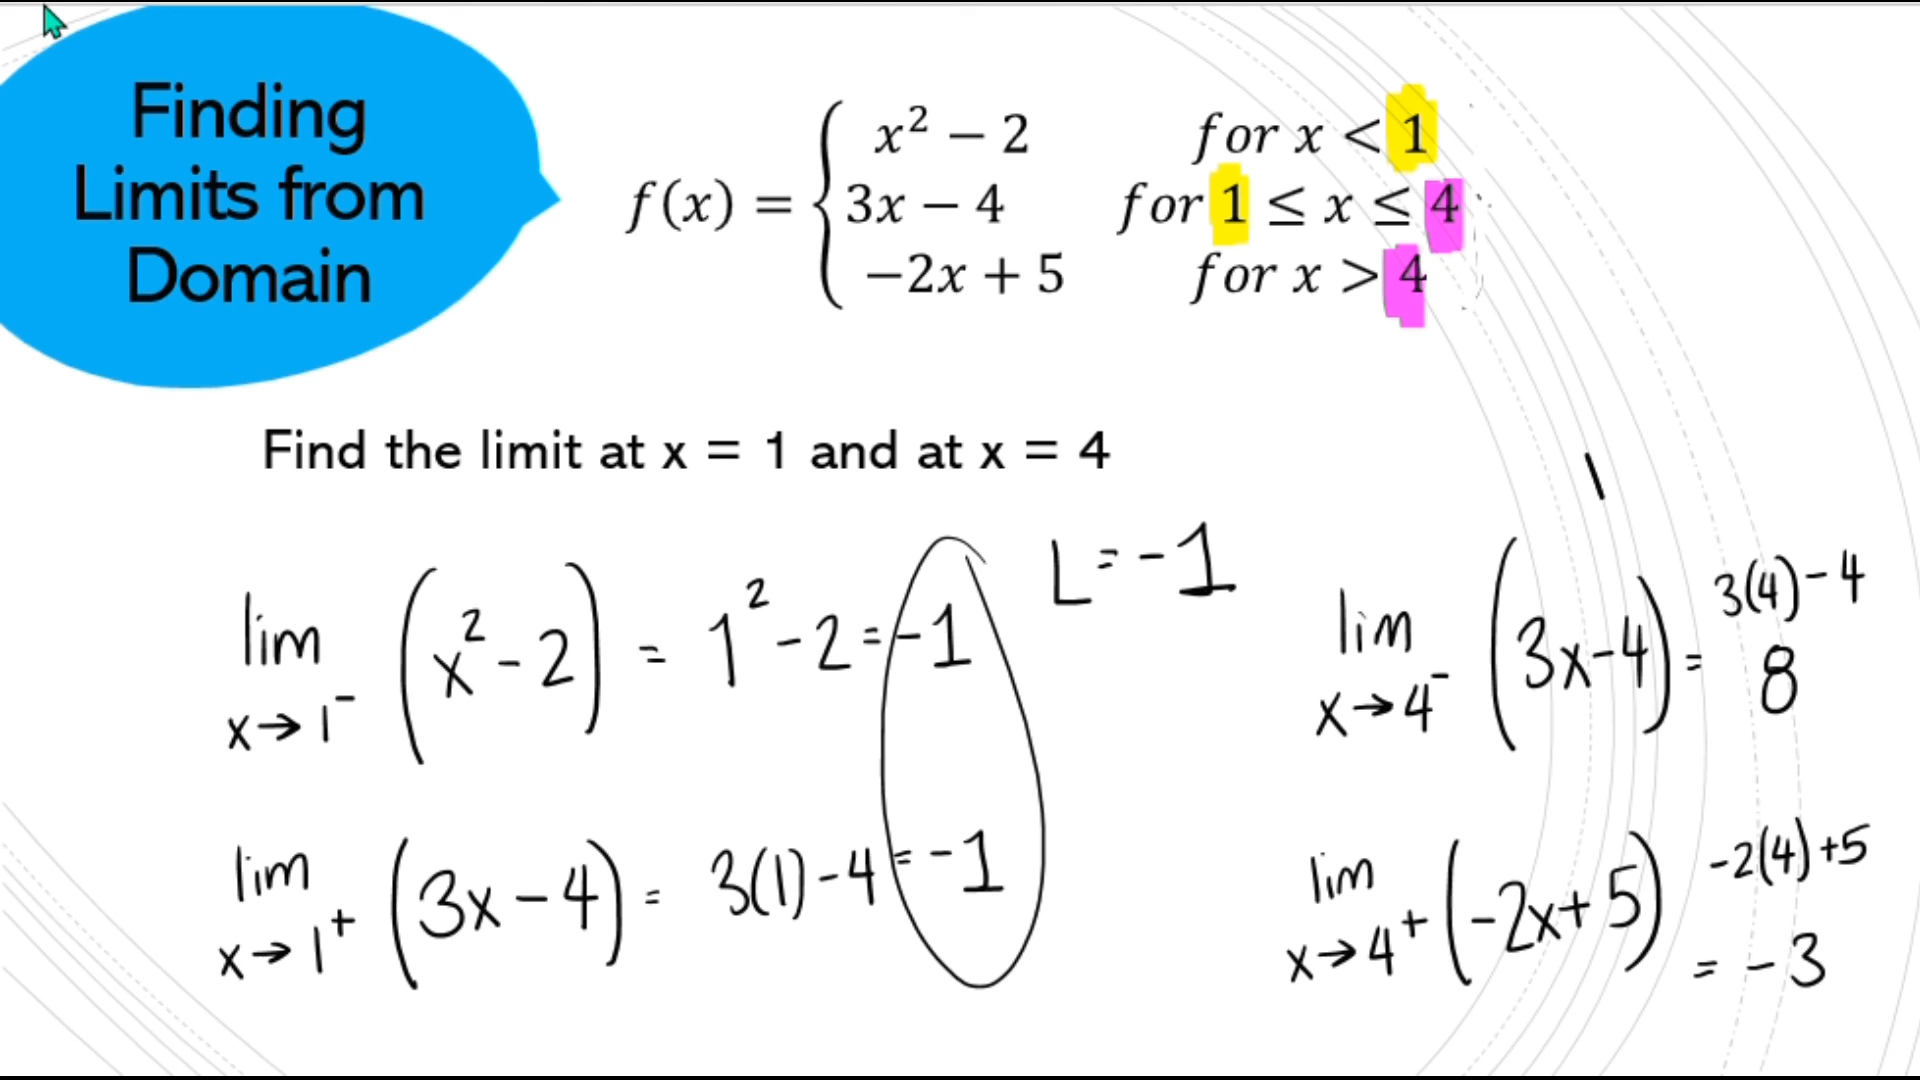 Finding
Limits from
Domain
f(x) = { x² − 2 for x < 1
3x − 4 for 1 ≤ x ≤ 4
−2x + 5 for x > 4
Find the limit at x = 1 and at x = 4
lim x→1⁻ (x² - 2) = 1² - 2 = -1
L = -1
lim x→1⁺ (3x - 4) = 3(1) - 4 = -1
lim x→4⁻ (3x - 4) = 3(4) - 4
8
lim x→4⁺ (-2x + 5) -2(4) + 5
= -3